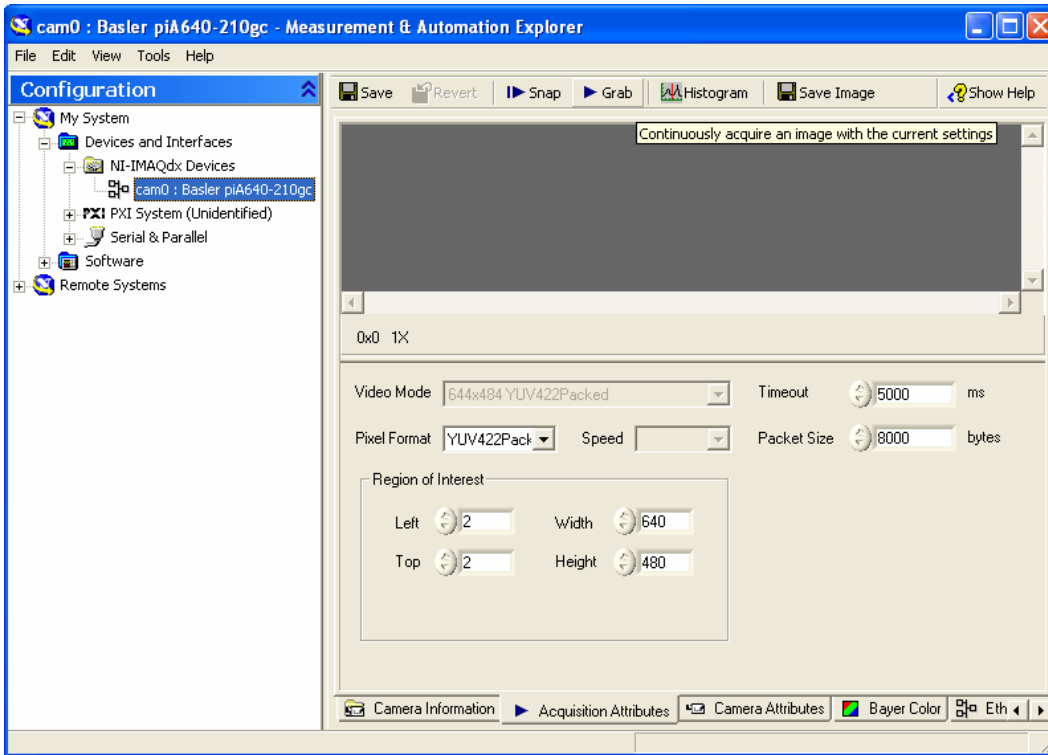 cam0 : Basler piA640-210gc - Measurement & Automation Explorer
File Edit View Tools Help
Configuration
My System
Devices and Interfaces
NI-IMAQdx Devices
cam0 : Basler piA640-210gc
PXI PXI System (Unidentified)
Serial & Parallel
Software
Remote Systems
Save Revert Snap Grab Histogram Save Image Show Help
Continuously acquire an image with the current settings
0x0 1X
Video Mode 644x484 YUV422Packed Timeout 5000 ms
Pixel Format YUV422Pack Speed Packet Size 8000 bytes
Region of Interest
Left 2 Width 640
Top 2 Height 480
Camera Information Acquisition Attributes Camera Attributes Bayer Color Eth